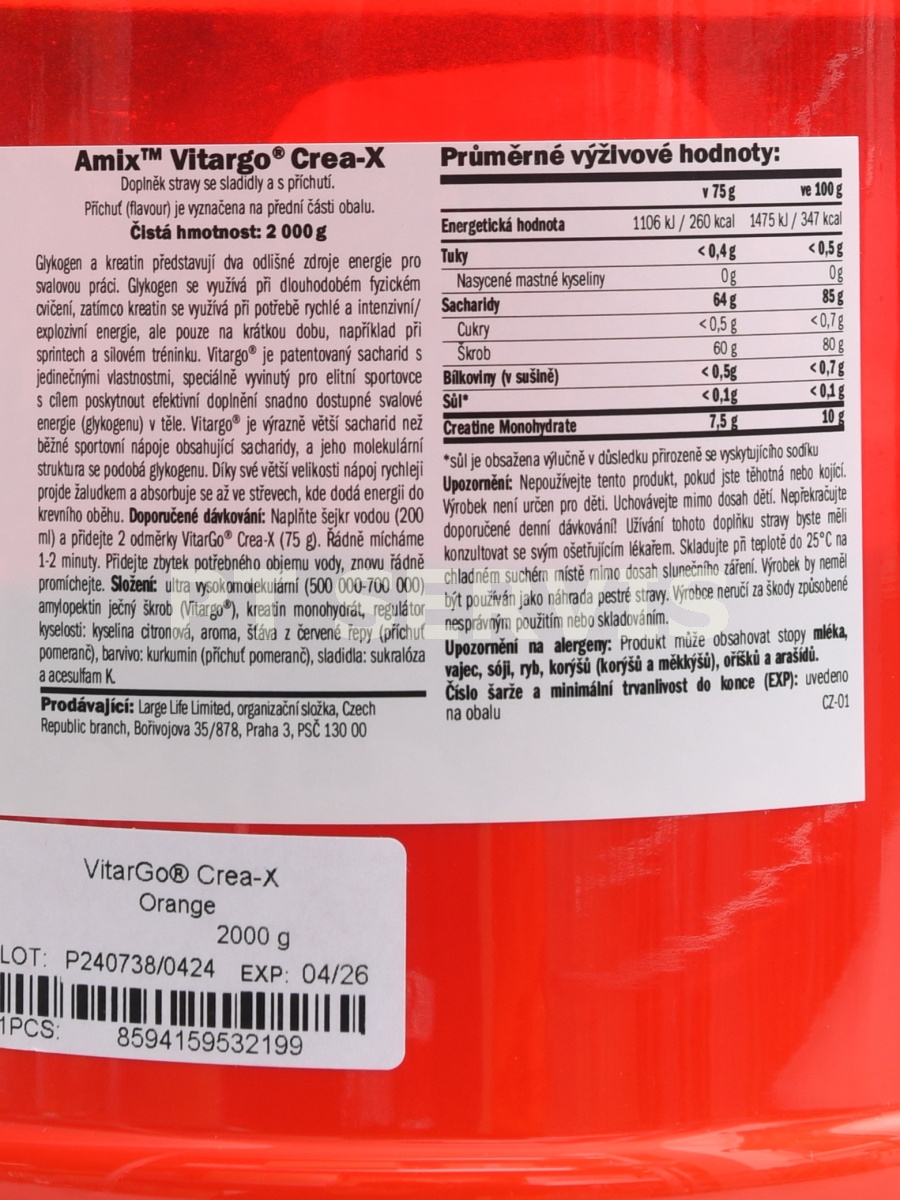 Amix™ Vitargo® Crea-X
Doplněk stravy se sladidly a s příchutí.
Příchuť (flavour) je vyznačena na přední části obalu.
Čistá hmotnost: 2 000 g
Glykogen a kreatin představují dva odlišné zdroje energie pro
svalovou práci. Glykogen se využívá při dlouhodobém fyzickém
cvičení, zatímco kreatin se využívá při potřebě rychlé a intenzivní/
explozivní energie, ale pouze na krátkou dobu, například při
sprintech a silovém tréninku. Vitargo® je patentovaný sacharid s
jedinečnými vlastnostmi, speciálně vyvinutý pro elitní sportovce
s cílem poskytnout efektivní doplnění snadno dostupné svalové
energie (glykogenu) v těle. Vitargo® je výrazně větší sacharid než
běžné sportovní nápoje obsahující sacharidy, a jeho molekulární
struktura se podobá glykogenu. Díky své větší velikosti nápoj rychleji
projde žaludkem a absorbuje se až ve střevech, kde dodá energii do
krevního oběhu. Doporučené dávkování: Naplňte šejkr vodou (200
ml) a přidejte 2 odměrky VitarGo® Crea-X (75 g). Řádně mícháme
1-2 minuty. Přidejte zbytek potřebného objemu vody, znovu řádně
promíchejte. Složení: ultra vysokomolekulární (500 000-700 000)
amylopektin ječný škrob (Vitargo®), kreatin monohydrát, regulátor
kyselosti: kyselina citronová, aroma, šťáva z červené řepy (příchuť
pomeranč), barvivo: kurkumin (příchuť pomeranč), sladidla: sukralóza
a acesulfam K.
Prodávající: Large Life Limited, organizační složka, Czech
Republic branch, Bořivojova 35/878, Praha 3, PSČ 130 00
Průměrné výživové hodnoty:
v 75 g ve 100 g
Energetická hodnota 1106 kJ / 260 kcal 1475 kJ / 347 kcal
Tuky <0,4 g <0,5 g
Nasycené mastné kyseliny 0 g 0g
Sacharidy 64 g 85 g
Cukry <0,5 g <0,7 g
Škrob 60 g 80 g
Bílkoviny (v sušině) <0,5g <0,7 g
Sůl* <0,1g <0,1 g
Creatine Monohydrate 7,5 g 10 g
*sůl je obsažena výlučně v důsledku přirozeně se vyskytujícího sodíku
Upozornění: Nepoužívejte tento produkt, pokud jste těhotná nebo kojící.
Výrobek není určen pro děti. Uchovávejte mimo dosah dětí. Nepřekračujte
doporučené denní dávkování! Užívání tohoto doplňku stravy byste měli
konzultovat se svým ošetřujícím lékařem. Skladujte při teplotě do 25°C na
chladném suchém místě mimo dosah slunečního záření. Výrobek by neměl
být používán jako náhrada pestré stravy. Výrobce neručí za škody způsobené
nesprávným použitím nebo skladováním.
Upozornění na alergeny: Produkt může obsahovat stopy mléka,
vajec, sóji, ryb, korýšů (korýšů a měkkýšů), oříšků a arašídů.
Číslo šarže a minimální trvanlivost do konce (EXP): uvedeno
na obalu CZ-01
VitarGo® Crea-X
Orange
2000 g
LOT: P240738/0424 EXP: 04/26
1PCS: 8594159532199